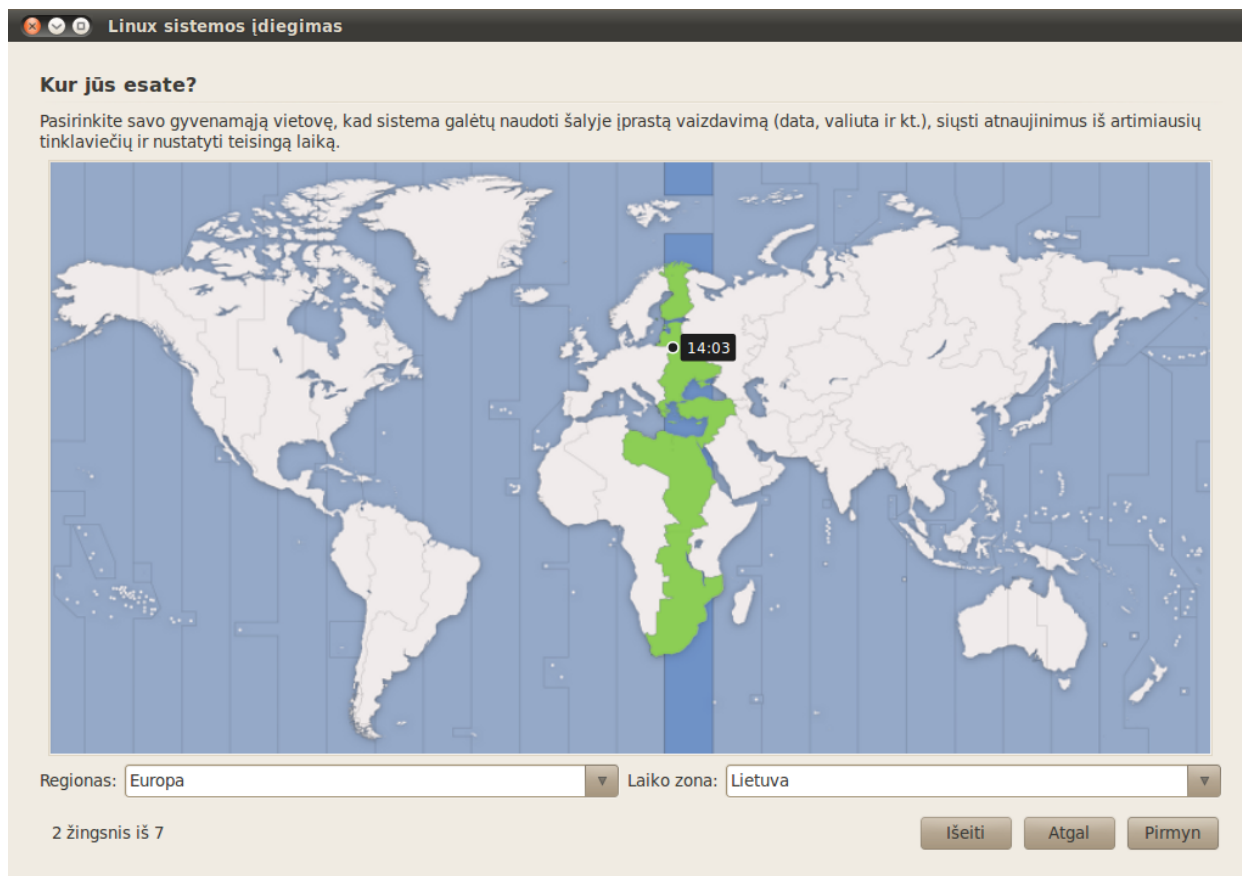 Linux sistemos įdiegimas
Kur jūs esate?
Pasirinkite savo gyvenamąją vietovę, kad sistema galėtų naudoti šalyje įprastą vaizdavimą (data, valiuta ir kt.), siųsti atnaujinimus iš artimiausių
tinklaviečių ir nustatyti teisingą laiką.
14:03
Regionas: Europa Laiko zona: Lietuva
2 žingsnis iš 7 Išeiti Atgal Pirmyn